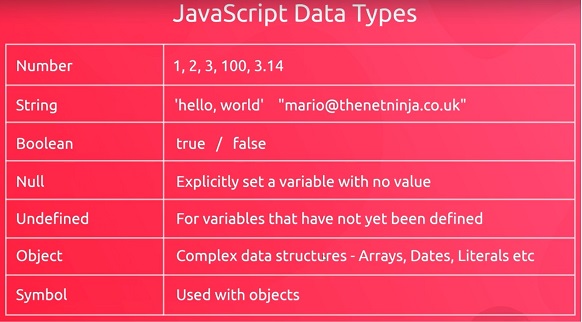 JavaScript Data Types
Number 1, 2, 3, 100, 3.14
String 'hello, world' "mario@thenetninja.co.uk"
Boolean true / false
Null Explicitly set a variable with no value
Undefined For variables that have not yet been defined
Object Complex data structures - Arrays, Dates, Literals etc
Symbol Used with objects